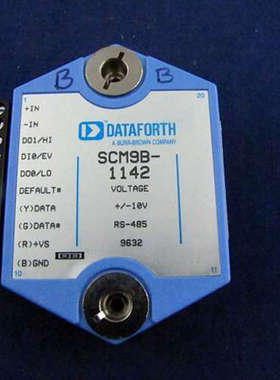 B B
1 20
+IN
-IN
DO1/HI
DI0/EV
DO0/LO
DEFAULT*
(Y)DATA
(G)DATA*
(R)+VS
(B)GND
DATAFORTH
A BURR-BROWN COMPANY
SCM9B-
1142
VOLTAGE
+/-10V
RS-485
9632
10 11